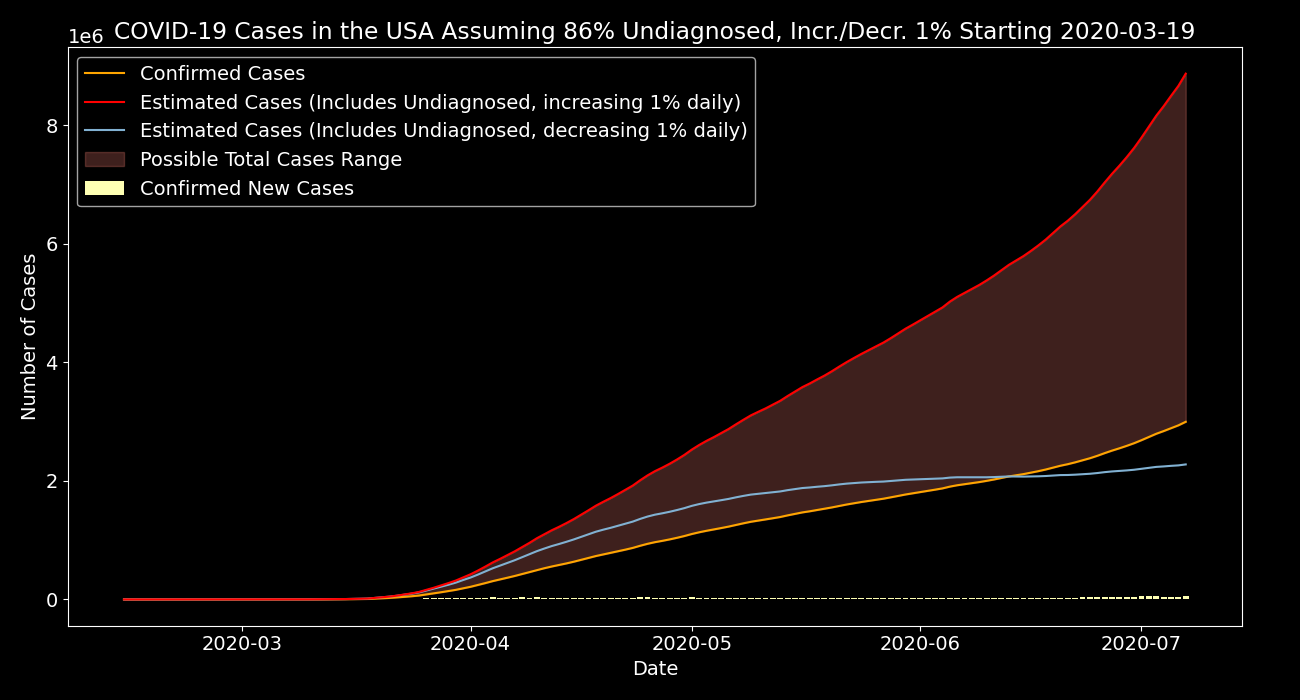 COVID-19 Cases in the USA Assuming 86% Undiagnosed, Incr./Decr. 1% Starting 2020-03-19
1e6
Confirmed Cases
Estimated Cases (Includes Undiagnosed, increasing 1% daily)
Estimated Cases (Includes Undiagnosed, decreasing 1% daily)
Possible Total Cases Range
Confirmed New Cases
8
6
4
2
0
Number of Cases
2020-03 2020-04 2020-05 2020-06 2020-07
Date